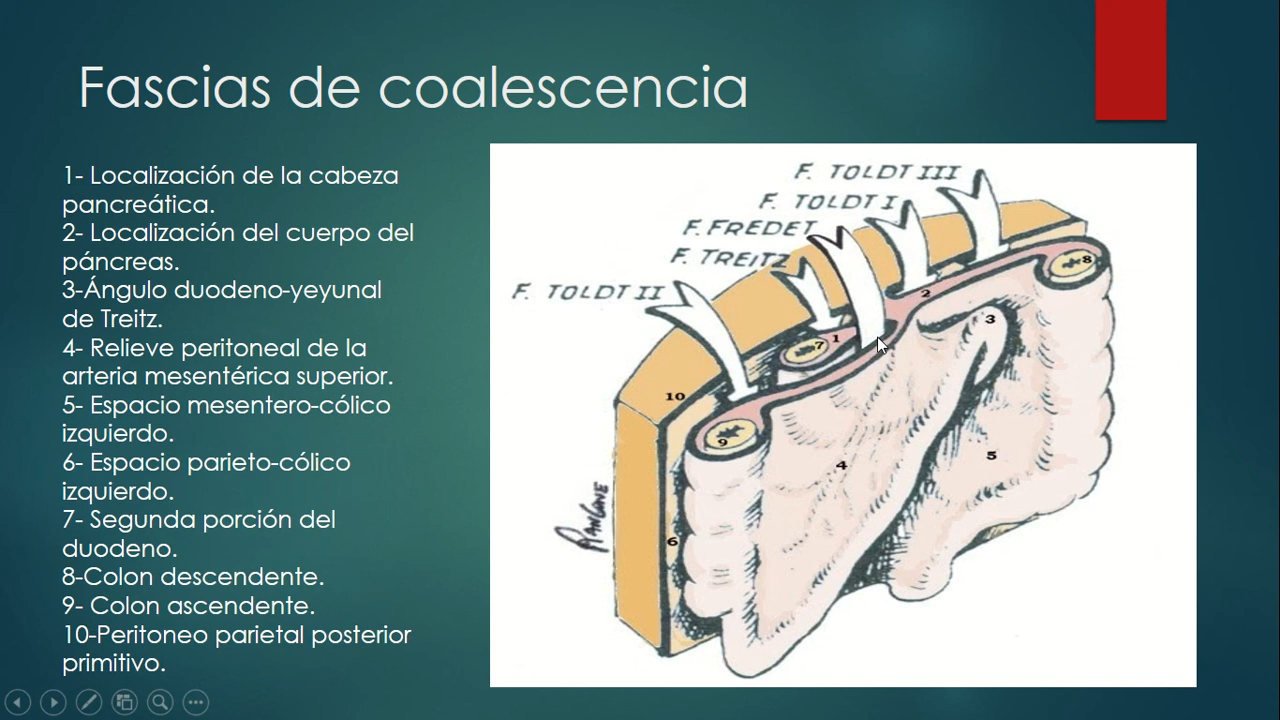 Fascias de coalescencia
1- Localización de la cabeza
pancreática.
2- Localización del cuerpo del
páncreas.
3-Ángulo duodeno-yeyunal
de Treitz.
4- Relieve peritoneal de la
arteria mesentérica superior.
5- Espacio mesentero-cólico
izquierdo.
6- Espacio parieto-cólico
izquierdo.
7- Segunda porción del
duodeno.
8-Colon descendente.
9- Colon ascendente.
10-Peritoneo parietal posterior
primitivo.
F. TOLDT III
F. TOLDT I
F. FREDET
F. TREITZ
F. TOLDT II
8
2
3
1
7
10
9
4
5
6